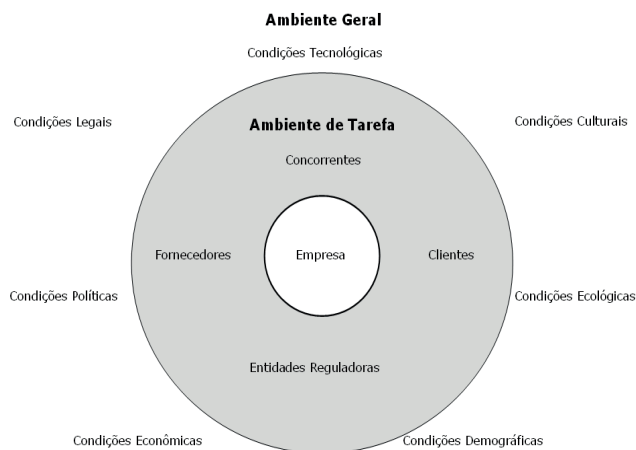 Ambiente Geral
Condições Tecnológicas
Condições Legais
Condições Culturais
Ambiente de Tarefa
Concorrentes
Fornecedores
Empresa
Clientes
Condições Políticas
Condições Ecológicas
Entidades Reguladoras
Condições Econômicas
Condições Demográficas